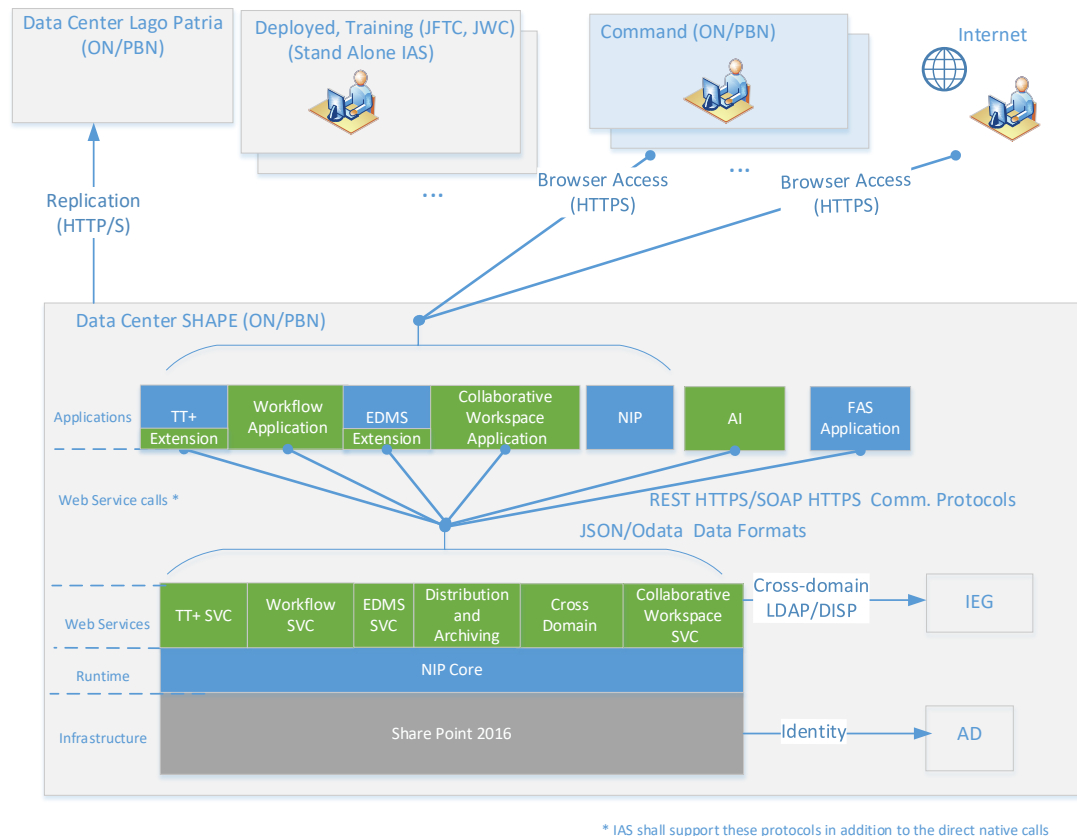 Data Center Lago Patria
(ON/PBN)
Deployed, Training (JFTC, JWC)
(Stand Alone IAS)
Command (ON/PBN)
Internet
...
...
Replication
(HTTP/S)
Browser Access
(HTTPS)
Browser Access
(HTTPS)
Data Center SHAPE (ON/PBN)
Applications
TT+
Extension
Workflow
Application
EDMS
Extension
Collaborative
Workspace
Application
NIP
AI
FAS
Application
Web Service calls *
REST HTTPS/SOAP HTTPS Comm. Protocols
JSON/Odata Data Formats
Web Services
TT+ SVC
Workflow
SVC
EDMS
SVC
Distribution
and
Archiving
Cross
Domain
Collaborative
Workspace
SVC
Cross-domain
LDAP/DISP
IEG
Runtime
NIP Core
Infrastructure
Share Point 2016
Identity
AD
* IAS shall support these protocols in addition to the direct native calls